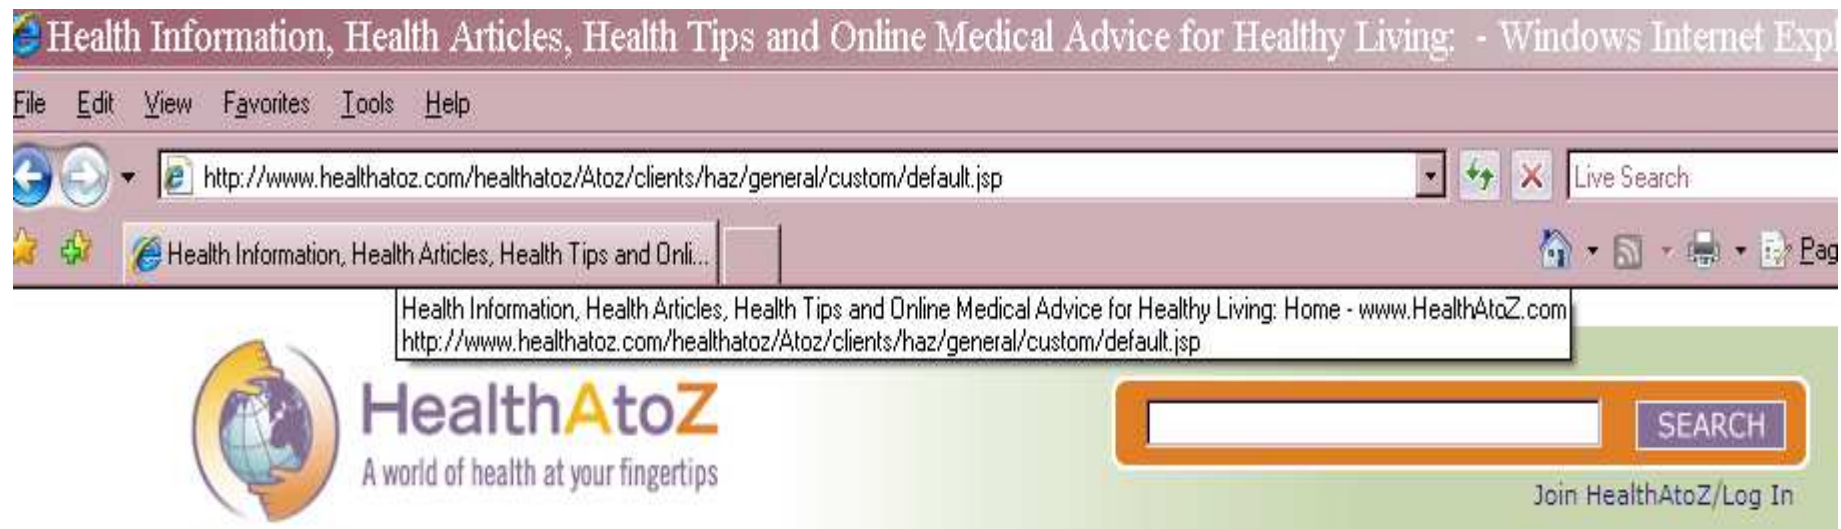 Health Information, Health Articles, Health Tips and Online Medical Advice for Healthy Living: - Windows Internet Expl
File Edit View Favorites Tools Help
http://www.healthatoz.com/healthatoz/Atoz/clients/haz/general/custom/default.jsp Live Search
Health Information, Health Articles, Health Tips and Onli... Pag
Health Information, Health Articles, Health Tips and Online Medical Advice for Healthy Living: Home - www.HealthAtoZ.com
http://www.healthatoz.com/healthatoz/Atoz/clients/haz/general/custom/default.jsp
HealthAtoZ
A world of health at your fingertips
SEARCH
Join HealthAtoZ/Log In